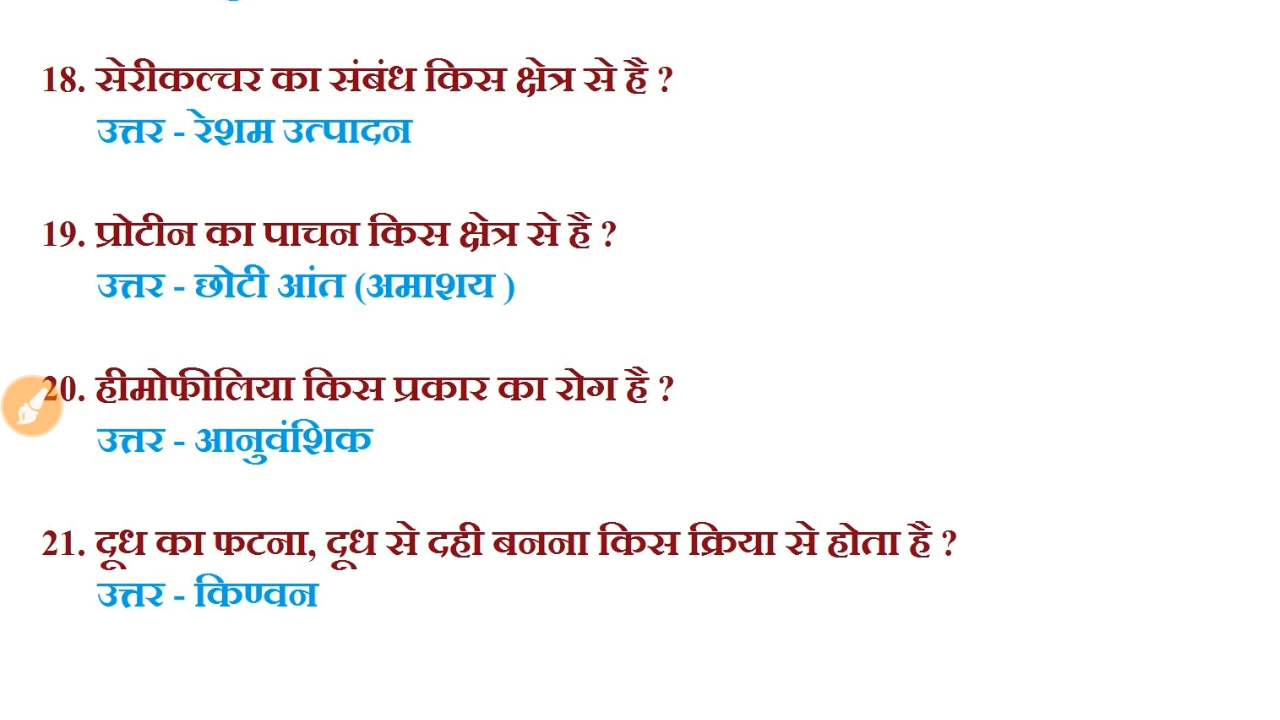 18. सेरीकल्चर का संबंध किस क्षेत्र से है ?
उत्तर - रेशम उत्पादन
19. प्रोटीन का पाचन किस क्षेत्र से है ?
उत्तर - छोटी आंत (अमाशय )
20. हीमोफीलिया किस प्रकार का रोग है ?
उत्तर - आनुवंशिक
21. दूध का फटना, दूध से दही बनना किस क्रिया से होता है ?
उत्तर - किण्वन